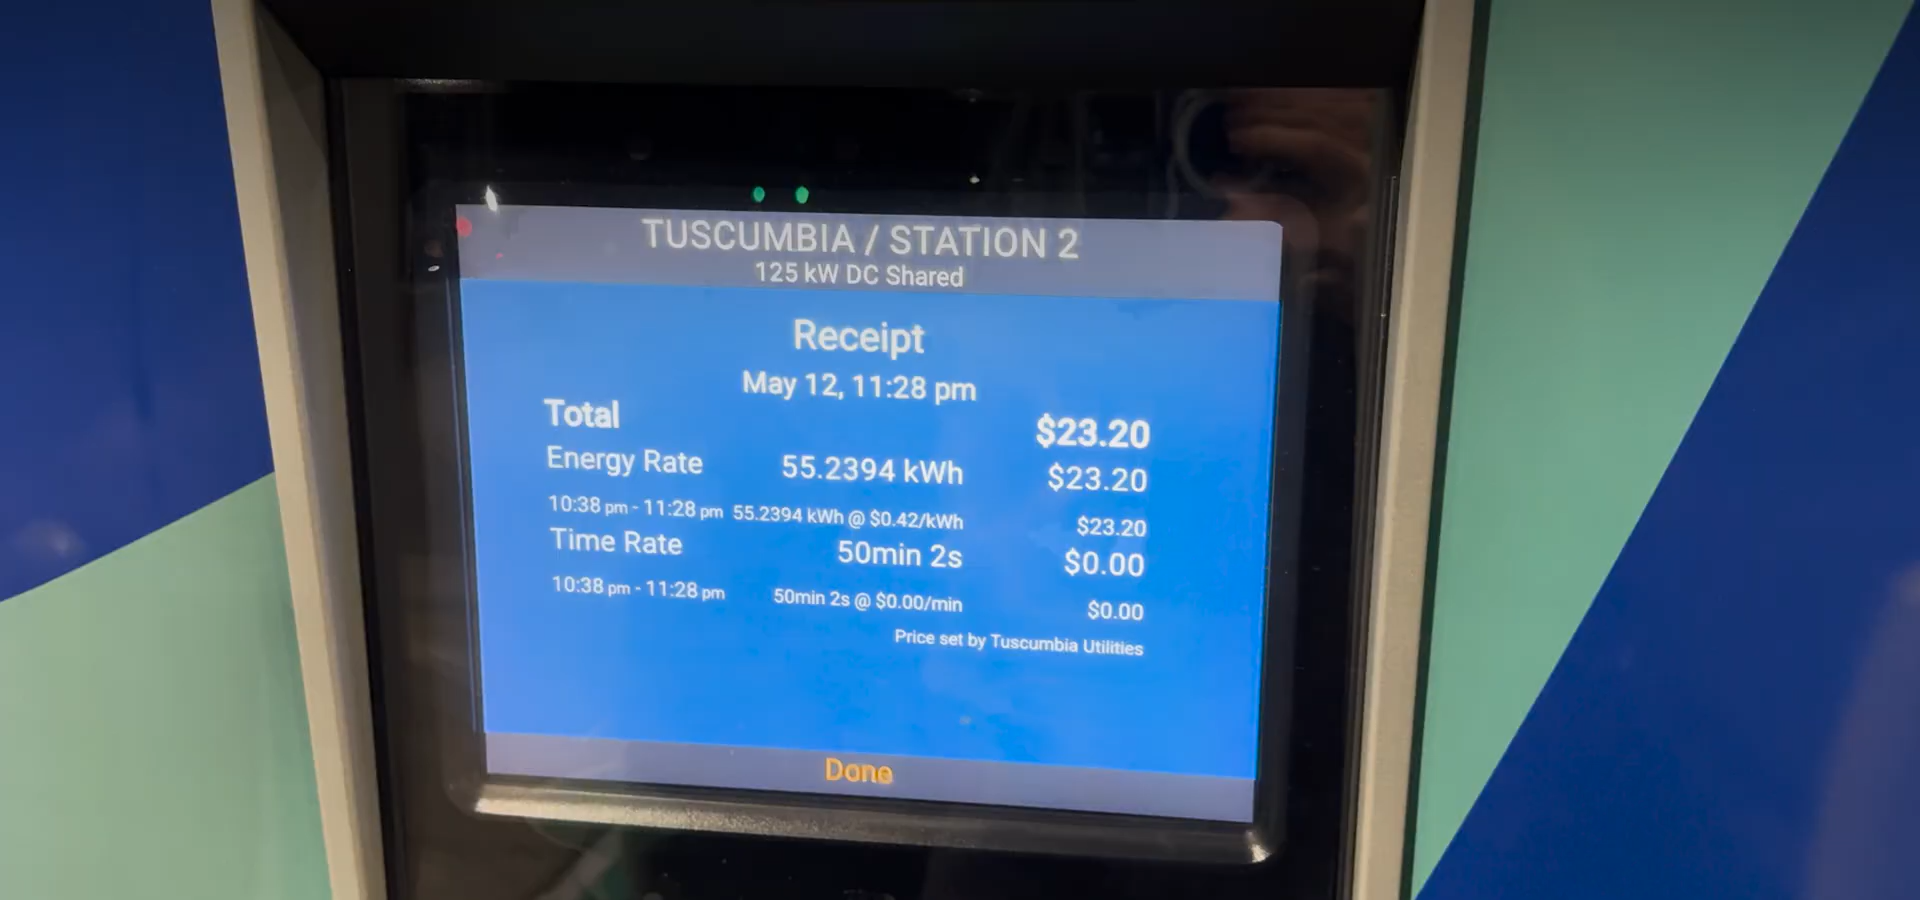 TUSCUMBIA / STATION 2
125 kW DC Shared
Receipt
May 12, 11:28 pm
Total $23.20
Energy Rate 55.2394 kWh $23.20
10:38 pm - 11:28 pm 55.2394 kWh @ $0.42/kWh $23.20
Time Rate 50min 2s $0.00
10:38 pm - 11:28 pm 50min 2s @ $0.00/min $0.00
Price set by Tuscumbia Utilities
Done